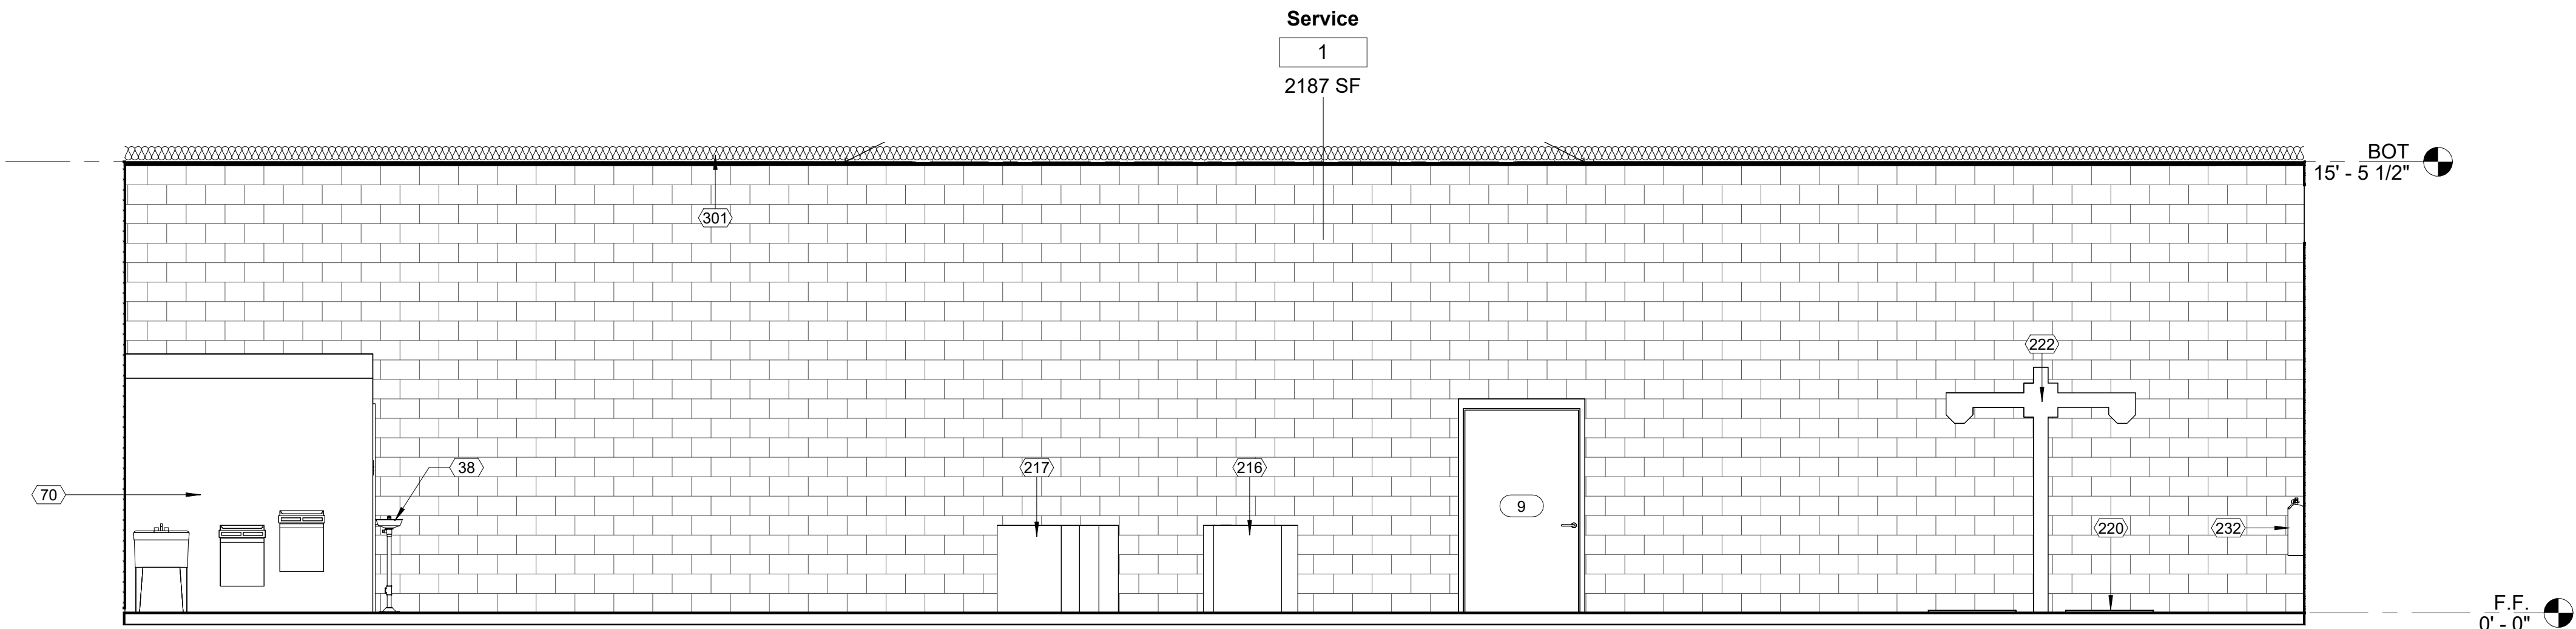 Service
1
2187 SF
BOT
15' - 5 1/2"
301
222
70
38
217
216
9
220
232
F.F.
0' - 0"